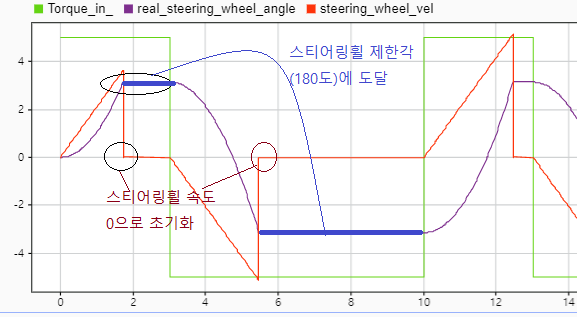 Torque_in_ real_steering_wheel_angle steering_wheel_vel
스티어링휠 제한각
(180도)에 도달
4
2
0
-2
-4
스티어링휠 속도
0으로 초기화
0 2 4 6 8 10 12 14